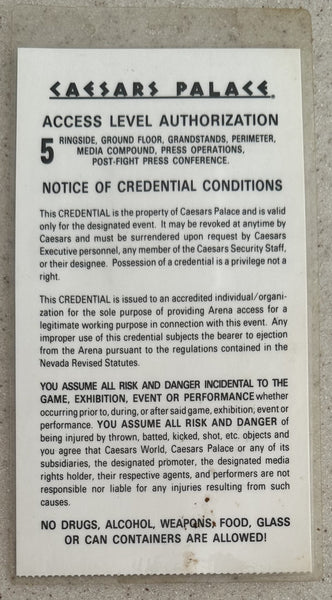 CAESARS PALACE®
ACCESS LEVEL AUTHORIZATION
5 RINGSIDE, GROUND FLOOR, GRANDSTANDS, PERIMETER,
MEDIA COMPOUND, PRESS OPERATIONS,
POST-FIGHT PRESS CONFERENCE.
NOTICE OF CREDENTIAL CONDITIONS
This CREDENTIAL is the property of Caesars Palace and is valid
only for the designated event. It may be revoked at anytime by
Caesars and must be surrendered upon request by Caesars
Executive personnel, any member of the Caesars Security Staff,
or their designee. Possession of a credential is a privilege not a
right.
This CREDENTIAL is issued to an accredited individual/organi-
zation for the sole purpose of providing Arena access for a
legitimate working purpose in connection with this event. Any
improper use of this credential subjects the bearer to ejection
from the Arena pursuant to the regulations contained in the
Nevada Revised Statutes.
YOU ASSUME ALL RISK AND DANGER INCIDENTAL TO THE
GAME, EXHIBITION, EVENT OR PERFORMANCE whether
occurring prior to, during, or after said game, exhibition, event or
performance. YOU ASSUME ALL RISK AND DANGER of
being injured by thrown, batted, kicked, shot, etc. objects and
you agree that Caesars World, Caesars Palace or any of its
subsidiaries, the designated promoter, the designated media
rights holder, their respective agents, and performers are not
responsible nor liable for any injuries resulting from such
causes.
NO DRUGS, ALCOHOL, WEAPONS, FOOD, GLASS
OR CAN CONTAINERS ARE ALLOWED!